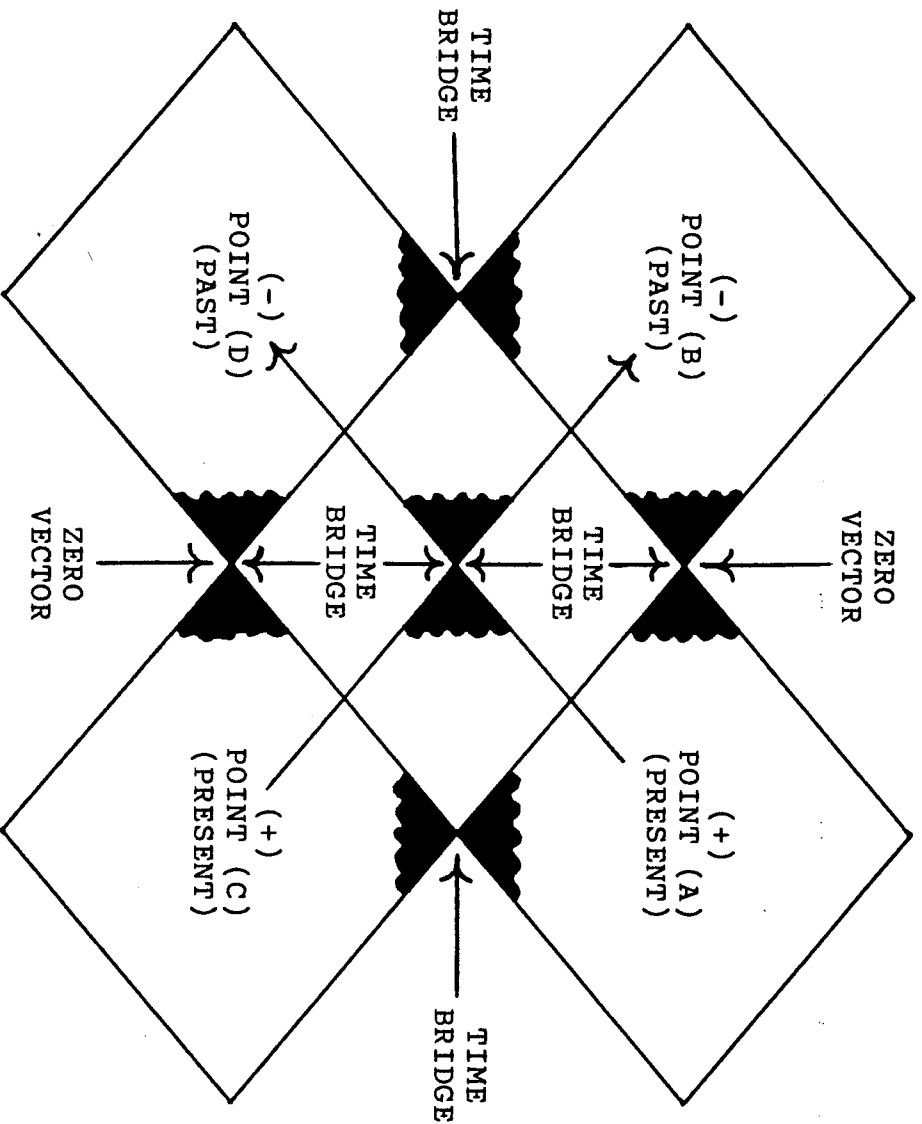 ZERO
VECTOR
(-)
POINT (B)
(PAST)
(+)
POINT (A)
(PRESENT)
TIME
BRIDGE
TIME
BRIDGE
TIME
BRIDGE
TIME
BRIDGE
(-)
POINT (D)
(PAST)
(+)
POINT (C)
(PRESENT)
ZERO
VECTOR